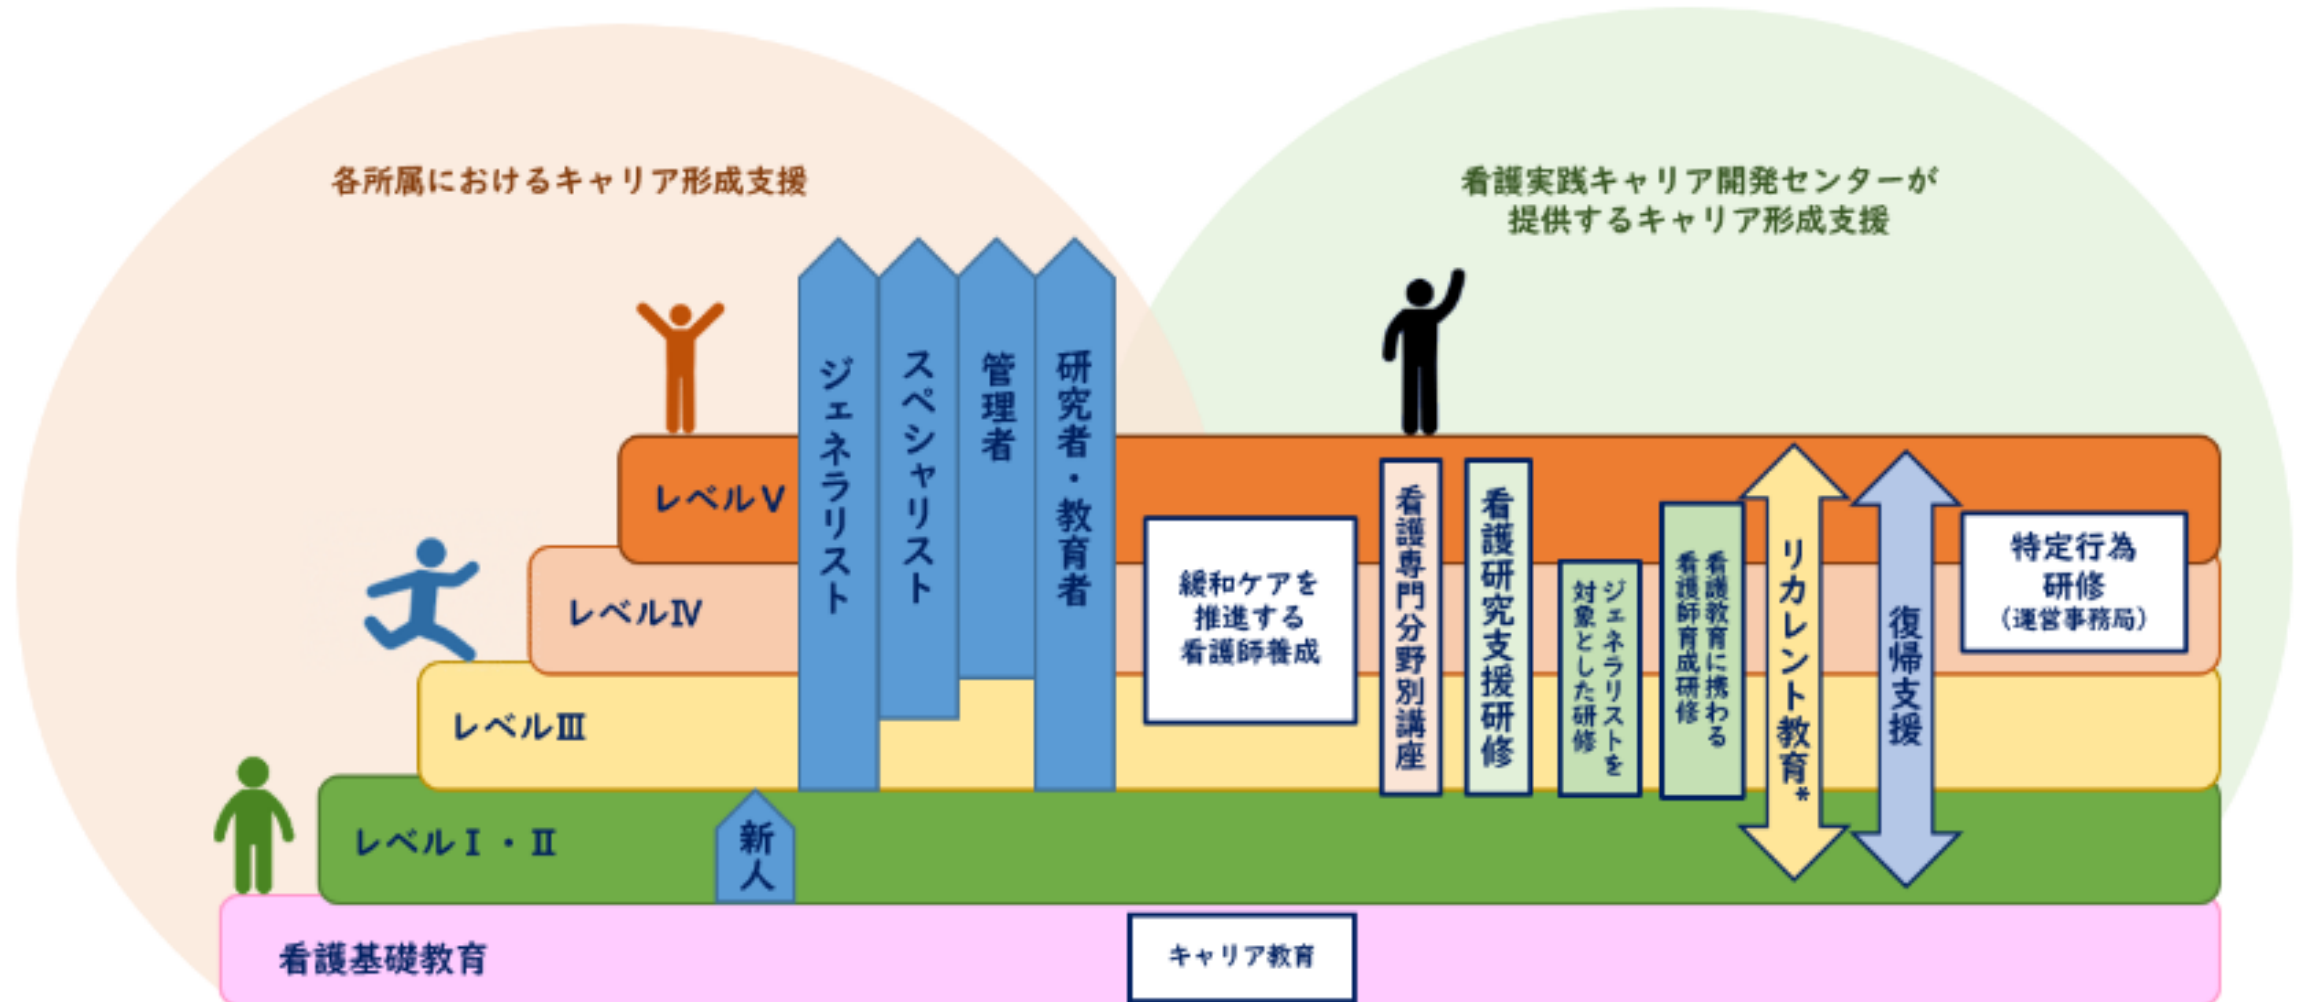 各所属におけるキャリア形成支援
看護実践キャリア開発センターが
提供するキャリア形成支援
ジェネラリスト
スペシャリスト
管理者
研究者・教育者
レベルⅤ
レベルⅣ
レベルⅢ
レベルⅠ・Ⅱ
新人
看護基礎教育
緩和ケアを
推進する
看護師養成
看護専門分野別講座
看護研究支援研修
ジェネラリストを
対象とした研修
看護教育に携わる
看護師育成研修
リカレント教育*
復帰支援
特定行為
研修
（運営事務局）
キャリア教育